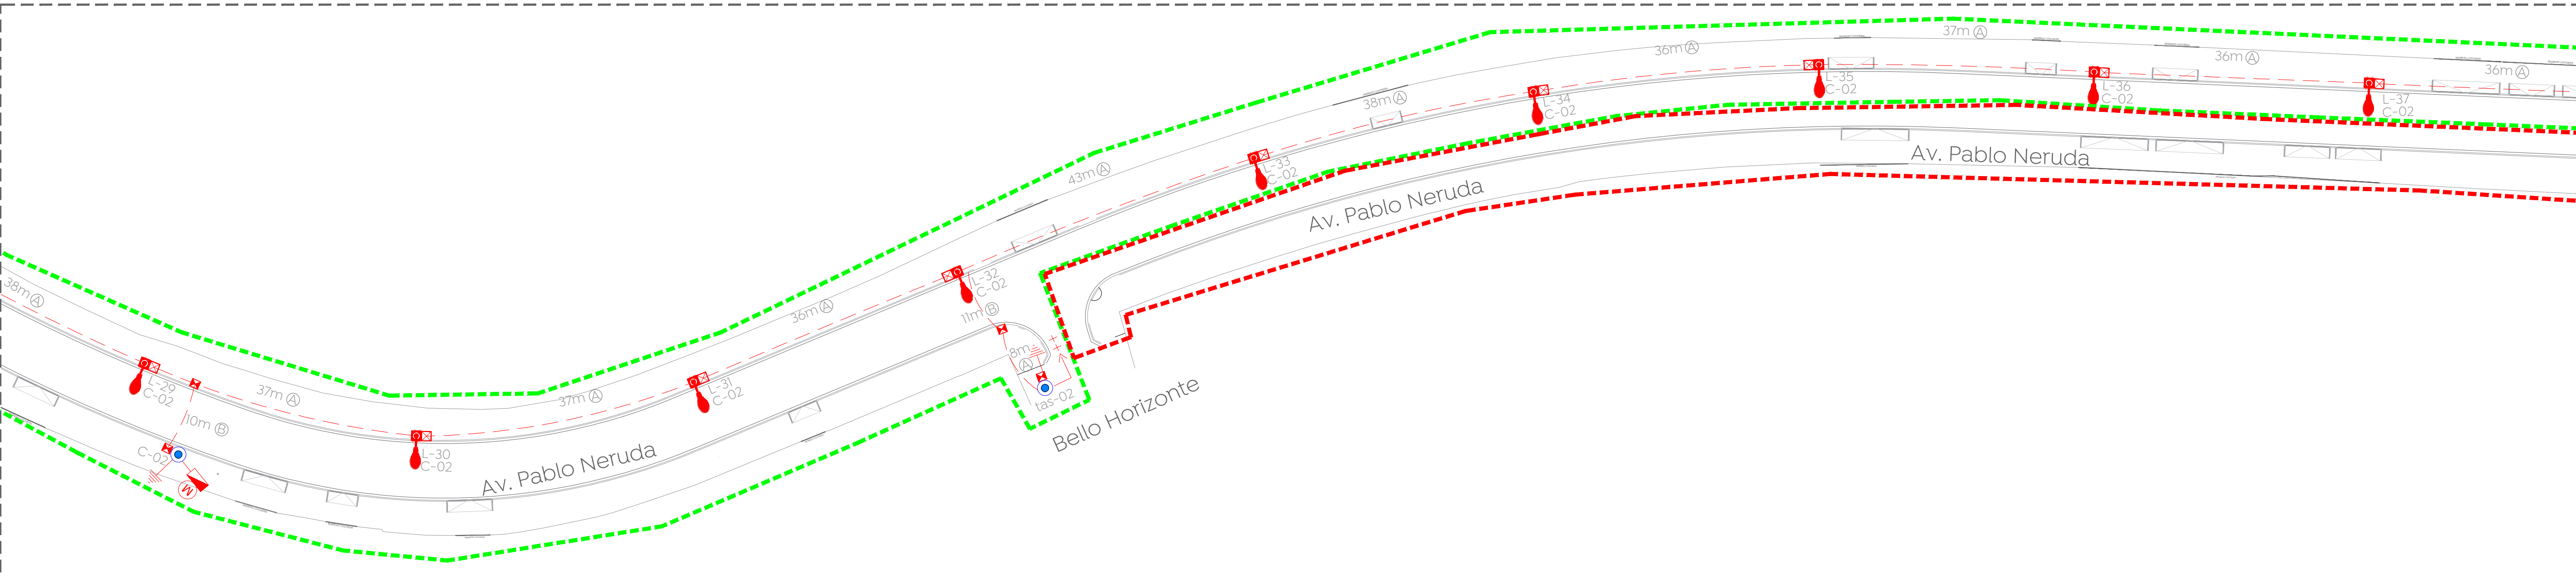 38m A
L-29
C-02
10m B
C-02
M
37m A
L-30
C-02
Av. Pablo Neruda
37m A
L-31
C-02
36m A
L-32
C-02
11m B
8m
A
tas-02
Bello Horizonte
43m A
L-33
C-02
Av. Pablo Neruda
38m A
L-34
C-02
36m A
L-35
C-02
37m A
Av. Pablo Neruda
L-36
C-02
36m A
L-37
C-02
36m A